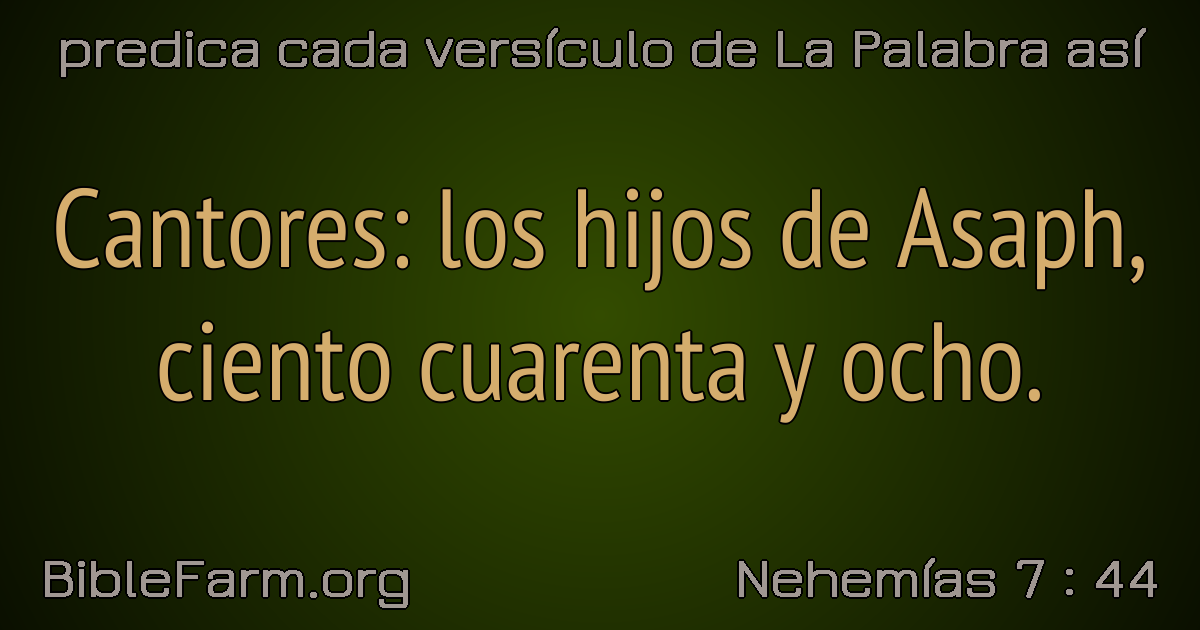 predica cada versículo de La Palabra así
Cantores: los hijos de Asaph,
ciento cuarenta y ocho.
BibleFarm.org
Nehemías 7 : 44